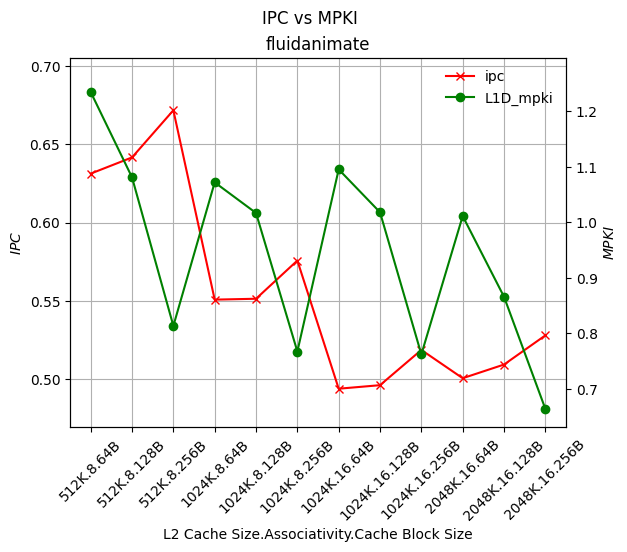 IPC vs MPKI
fluidanimate
ipc
L1D_mpki
0.70
0.65
0.60
0.55
0.50
IPC
1.2
1.1
1.0
0.9
0.8
0.7
MPKI
512K.8.64B
512K.8.128B
512K.8.256B
1024K.8.64B
1024K.8.128B
1024K.8.256B
1024K.16.64B
1024K.16.128B
1024K.16.256B
2048K.16.64B
2048K.16.128B
2048K.16.256B
L2 Cache Size.Associativity.Cache Block Size